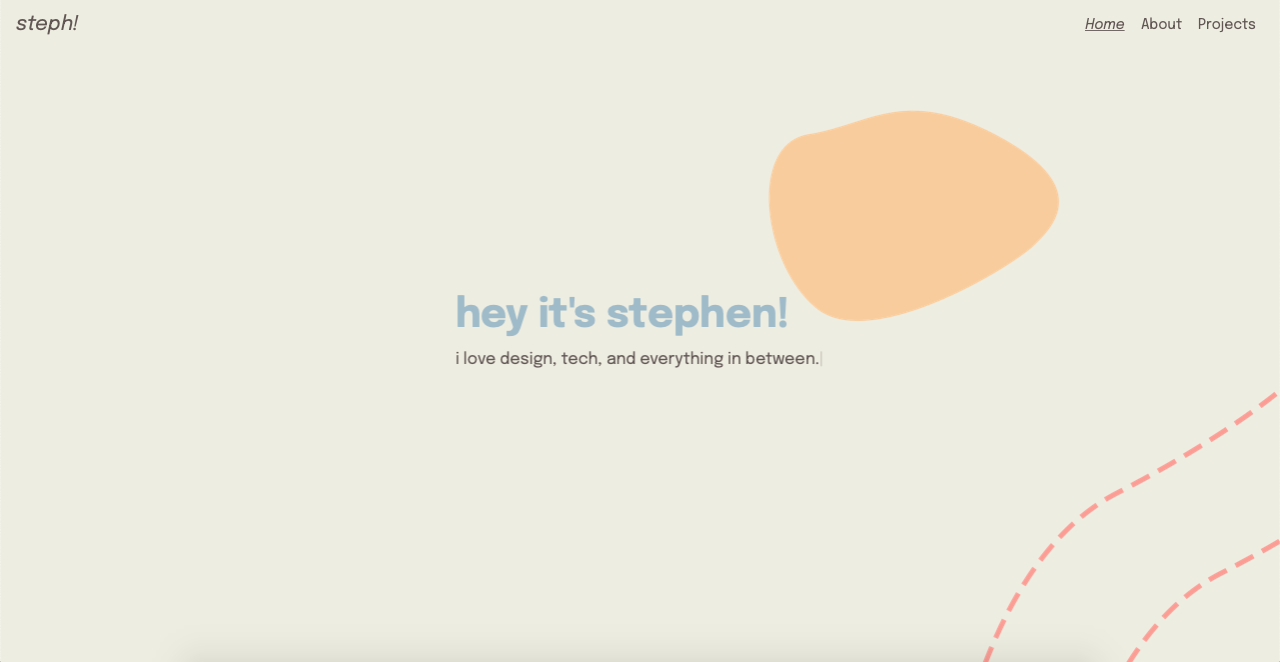 steph!
Home About Projects
hey it's stephen!
i love design, tech, and everything in between.